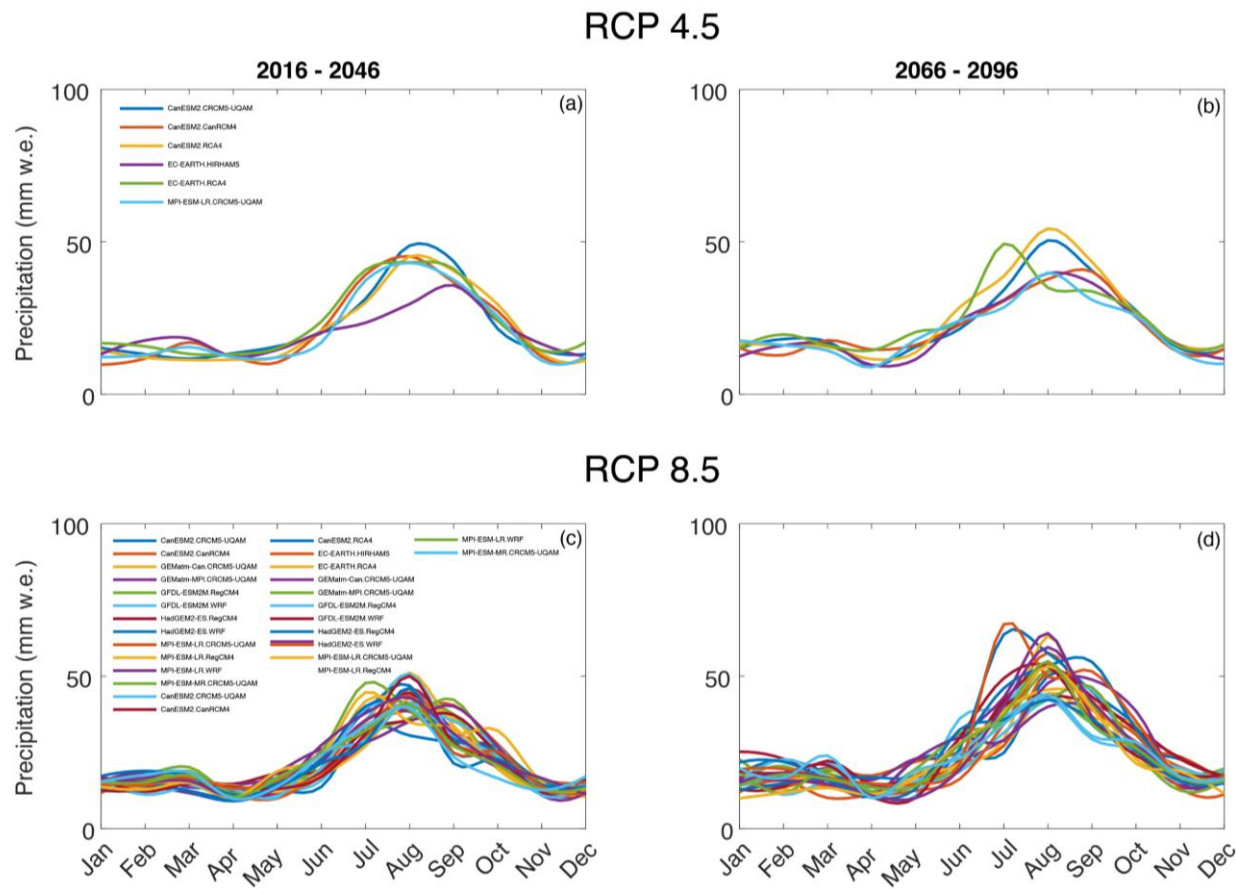 RCP 4.5
2016 - 2046
2066 - 2096
Precipitation (mm w.e.)
100
50
0
(a)
CanESM2.CRCM5-UQAM
CanESM2.CanRCM4
CanESM2.RCA4
EC-EARTH.HIRHAM5
EC-EARTH.RCA4
MPI-ESM-LR.CRCM5-UQAM
100
50
0
(b)
RCP 8.5
Precipitation (mm w.e.)
100
50
0
(c)
CanESM2.CRCM5-UQAM
CanESM2.CanRCM4
GEMatm-Can.CRCM5-UQAM
GEMatm-MPI.CRCM5-UQAM
GFDL-ESM2M.RegCM4
GFDL-ESM2M.WRF
HadGEM2-ES.RegCM4
HadGEM2-ES.WRF
MPI-ESM-LR.CRCM5-UQAM
MPI-ESM-LR.RegCM4
MPI-ESM-LR.WRF
MPI-ESM-MR.CRCM5-UQAM
CanESM2.CRCM5-UQAM
CanESM2.CanRCM4
CanESM2.RCA4
EC-EARTH.HIRHAM5
EC-EARTH.RCA4
GEMatm-Can.CRCM5-UQAM
GEMatm-MPI.CRCM5-UQAM
GFDL-ESM2M.RegCM4
GFDL-ESM2M.WRF
HadGEM2-ES.RegCM4
HadGEM2-ES.WRF
MPI-ESM-LR.CRCM5-UQAM
MPI-ESM-LR.RegCM4
MPI-ESM-LR.WRF
MPI-ESM-MR.CRCM5-UQAM
Jan Feb Mar Apr May Jun Jul Aug Sep Oct Nov Dec
100
50
0
(d)
Jan Feb Mar Apr May Jun Jul Aug Sep Oct Nov Dec